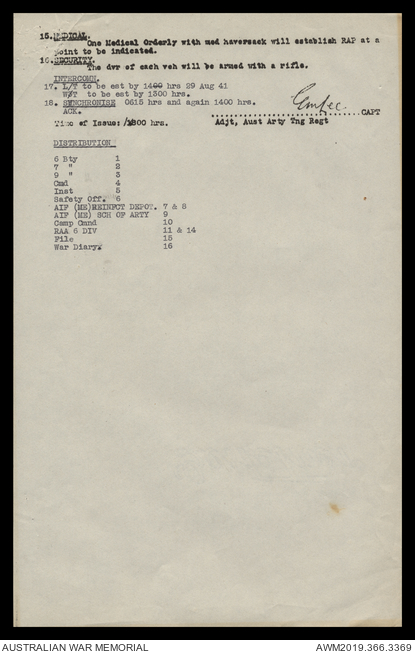 15. MEDICAL.
One Medical Orderly with med haversack will establish RAP at a
point to be indicated.
16. SECURITY.
The dvr of each veh will be armed with a rifle.
INTERCOMN.
17. L/T to be est by 1400 hrs 29 Aug 41
W/T to be est by 1300 hrs.
18. SYNCHRONISE 0615 hrs and again 1400 hrs.
ACK. CAPT
Time of Issue: 1800 hrs. Adjt, Aust Arty Tng Regt
DISTRIBUTION
6 Bty 1
7 " 2
9 " 3
Cmd 4
Inst 5
Safety Off. 6
AIF (ME)REINFCT DEPOT. 7 & 8
AIF (ME) SCH OF ARTY 9
Camp Comd 10
RAA 6 DIV 11 & 14
File 15
War Diary. 16
AUSTRALIAN WAR MEMORIAL AWM2019.366.3369